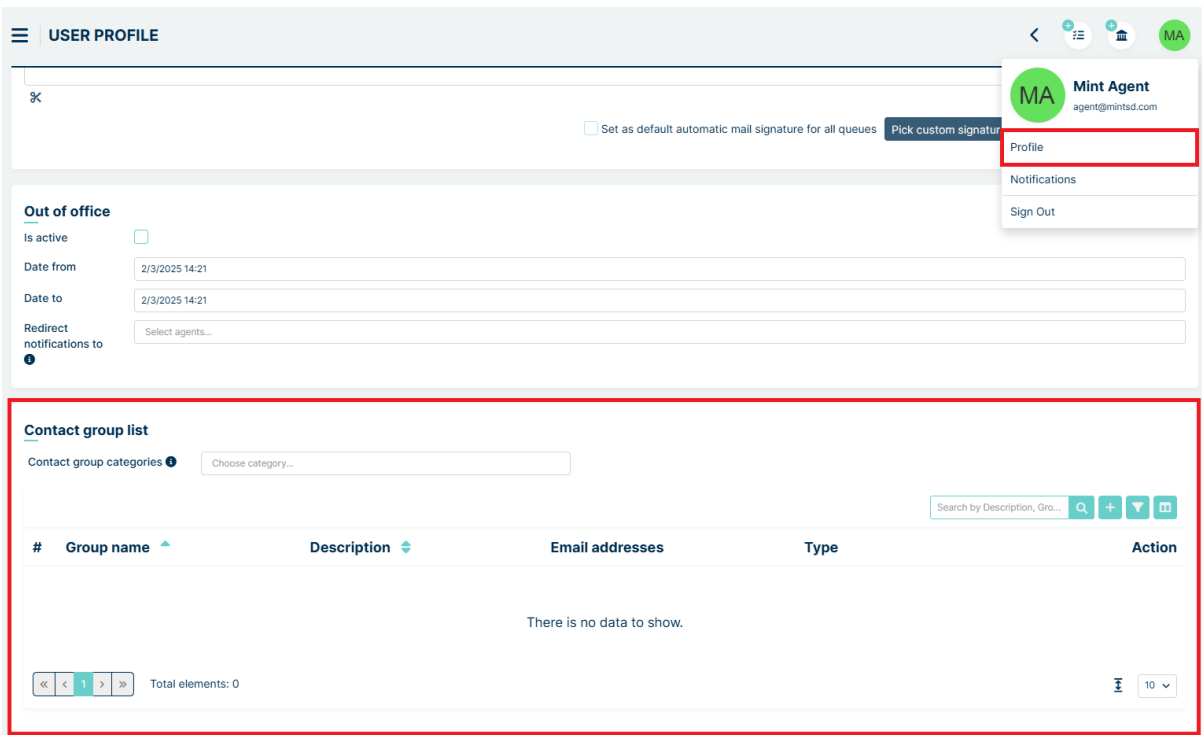 USER PROFILE
MA
MA
Mint Agent
agent@mintsd.com
Set as default automatic mail signature for all queues
Pick custom signatur
Profile
Notifications
Sign Out
Out of office
Is active
Date from
2/3/2025 14:21
Date to
2/3/2025 14:21
Redirect
notifications to
Select agents...
Contact group list
Contact group categories
Choose category...
Search by Description, Gro...
# Group name Description Email addresses Type Action
There is no data to show.
« < 1 > » Total elements: 0 10